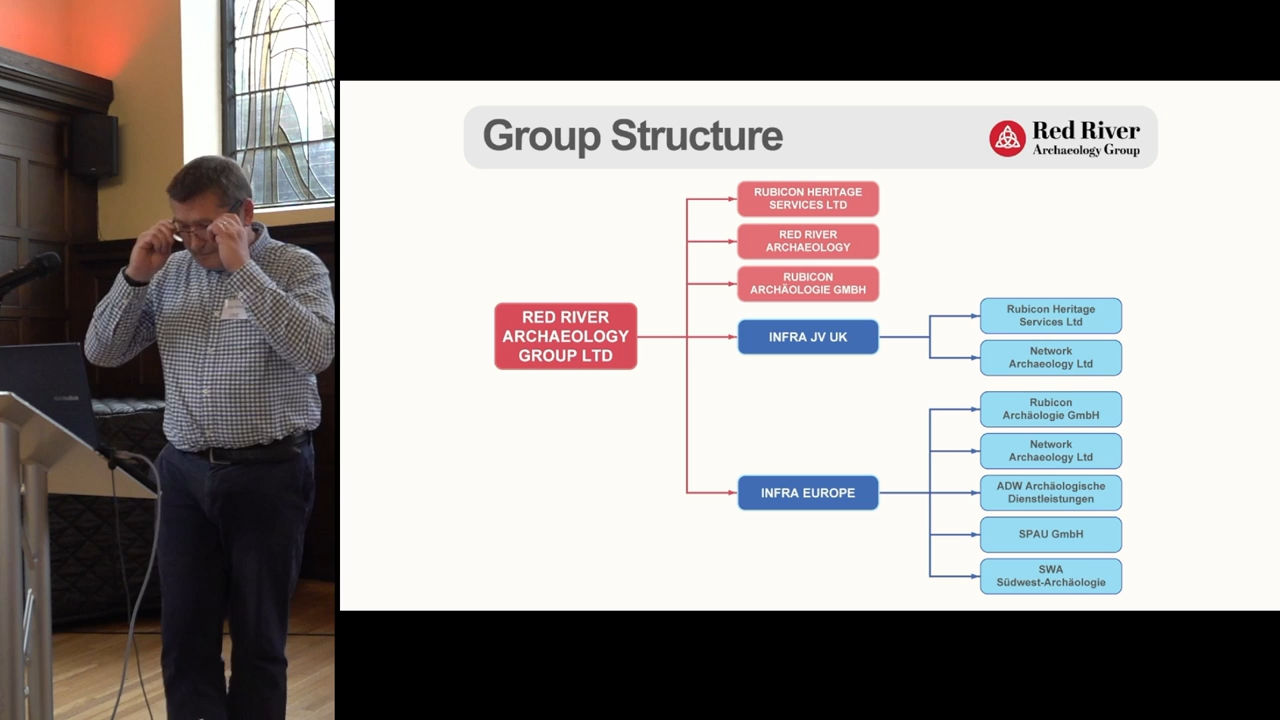 Group Structure
Red River
Archaeology Group
RED RIVER
ARCHAEOLOGY
GROUP LTD
RUBICON HERITAGE
SERVICES LTD
RED RIVER
ARCHAEOLOGY
RUBICON
ARCHÄOLOGIE GMBH
INFRA JV UK
Rubicon Heritage
Services Ltd
Network
Archaeology Ltd
INFRA EUROPE
Rubicon
Archäologie GmbH
Network
Archaeology Ltd
ADW Archäologische
Dienstleistungen
SPAU GmbH
SWA
Südwest-Archäologie